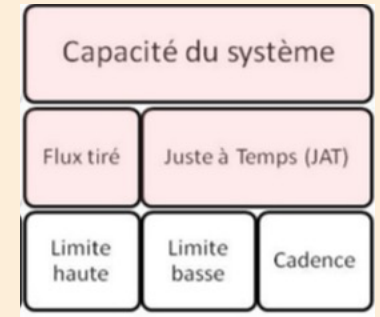 Capacité du système
Flux tiré
Juste à Temps (JAT)
Limite
haute
Limite
basse
Cadence